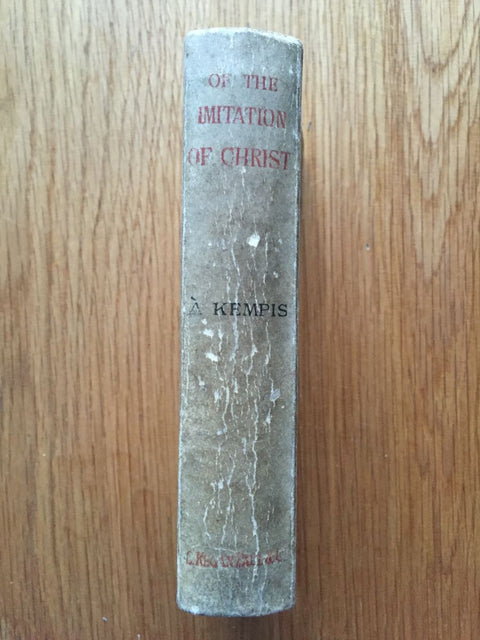 OF THE
IMITATION
OF CHRIST
À KEMPIS